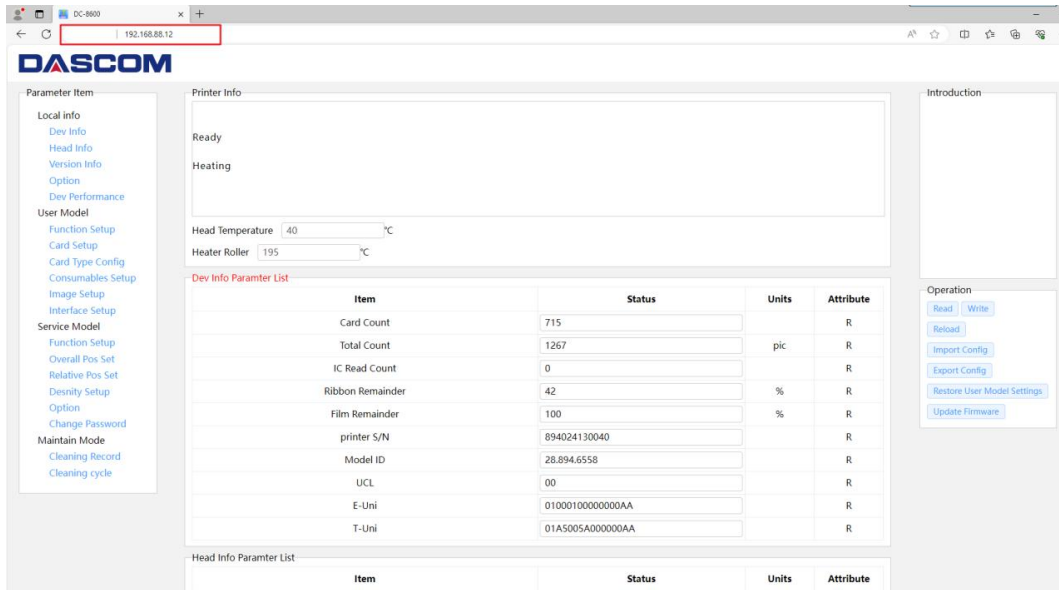 DC-8600
192.168.88.12
DASCOM
Parameter Item
Local info
Dev Info
Head Info
Version Info
Option
Dev Performance
User Model
Function Setup
Card Setup
Card Type Config
Consumables Setup
Image Setup
Interface Setup
Service Model
Function Setup
Overall Pos Set
Relative Pos Set
Desnity Setup
Option
Change Password
Maintain Mode
Cleaning Record
Cleaning cycle
Printer Info
Ready
Heating
Head Temperature 40 ℃
Heater Roller 195 ℃
Dev Info Paramter List
Item Status Units Attribute
Card Count 715 R
Total Count 1267 pic R
IC Read Count 0 R
Ribbon Remainder 42 % R
Film Remainder 100 % R
printer S/N 894024130040 R
Model ID 28.894.6558 R
UCL 00 R
E-Uni 01000100000000AA R
T-Uni 01A5005A000000AA R
Head Info Paramter List
Item Status Units Attribute
Introduction
Operation
Read Write
Reload
Import Config
Export Config
Restore User Model Settings
Update Firmware